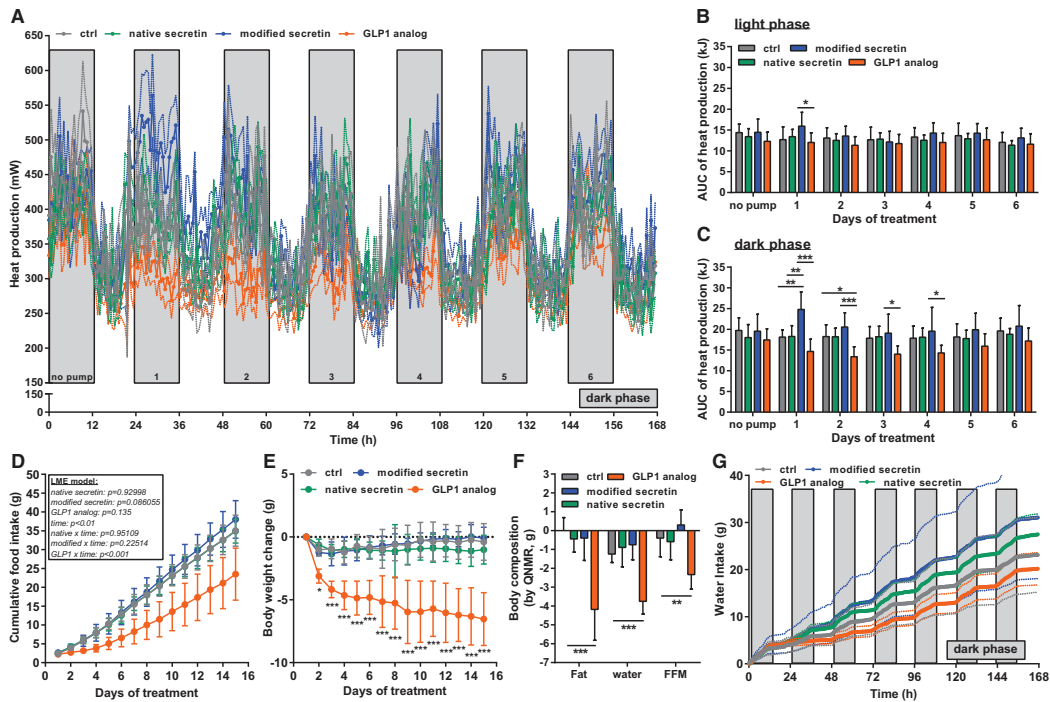 A
ctrl native secretin modified secretin GLP1 analog
Heat production (mW)
650
600
550
500
450
400
350
300
250
200
150
150
0
no pump 1 2 3 4 5 6
dark phase
0 12 24 36 48 60 72 84 96 108 120 132 144 156 168
Time (h)
B
light phase
ctrl modified secretin
native secretin GLP1 analog
AUC of heat production (kJ)
35
30
25
20
15
10
5
0
*
no pump 1 2 3 4 5 6
Days of treatment
C
dark phase
AUC of heat production (kJ)
35
30
25
20
15
10
5
0
***
**
**
*
***
*
*
no pump 1 2 3 4 5 6
Days of treatment
D
LME model:
native secretin: p=0.92998
modified secretin: p=0.086055
GLP1 analog: p=0.135
time: p<0.01
native x time: p=0.95109
modified x time: p=0.22514
GLP1 x time: p<0.001
Cumulative food intake (g)
50
45
40
35
30
25
20
15
10
5
0
0 2 4 6 8 10 12 14 16
Days of treatment
E
ctrl modified secretin
native secretin GLP1 analog
Body weight change (g)
5
0
-5
-10
* *** *** *** *** *** *** *** *** *** *** *** *** ***
0 2 4 6 8 10 12 14 16
Days of treatment
F
ctrl GLP1 analog
modified secretin
native secretin
Body composition
(by QNMR, g)
2
1
0
-1
-2
-3
-4
-5
-6
-7
***
***
**
Fat water FFM
G
ctrl modified secretin
GLP1 analog native secretin
Water Intake (g)
40
30
20
10
0
dark phase
0 24 48 72 96 120 144 168
Time (h)